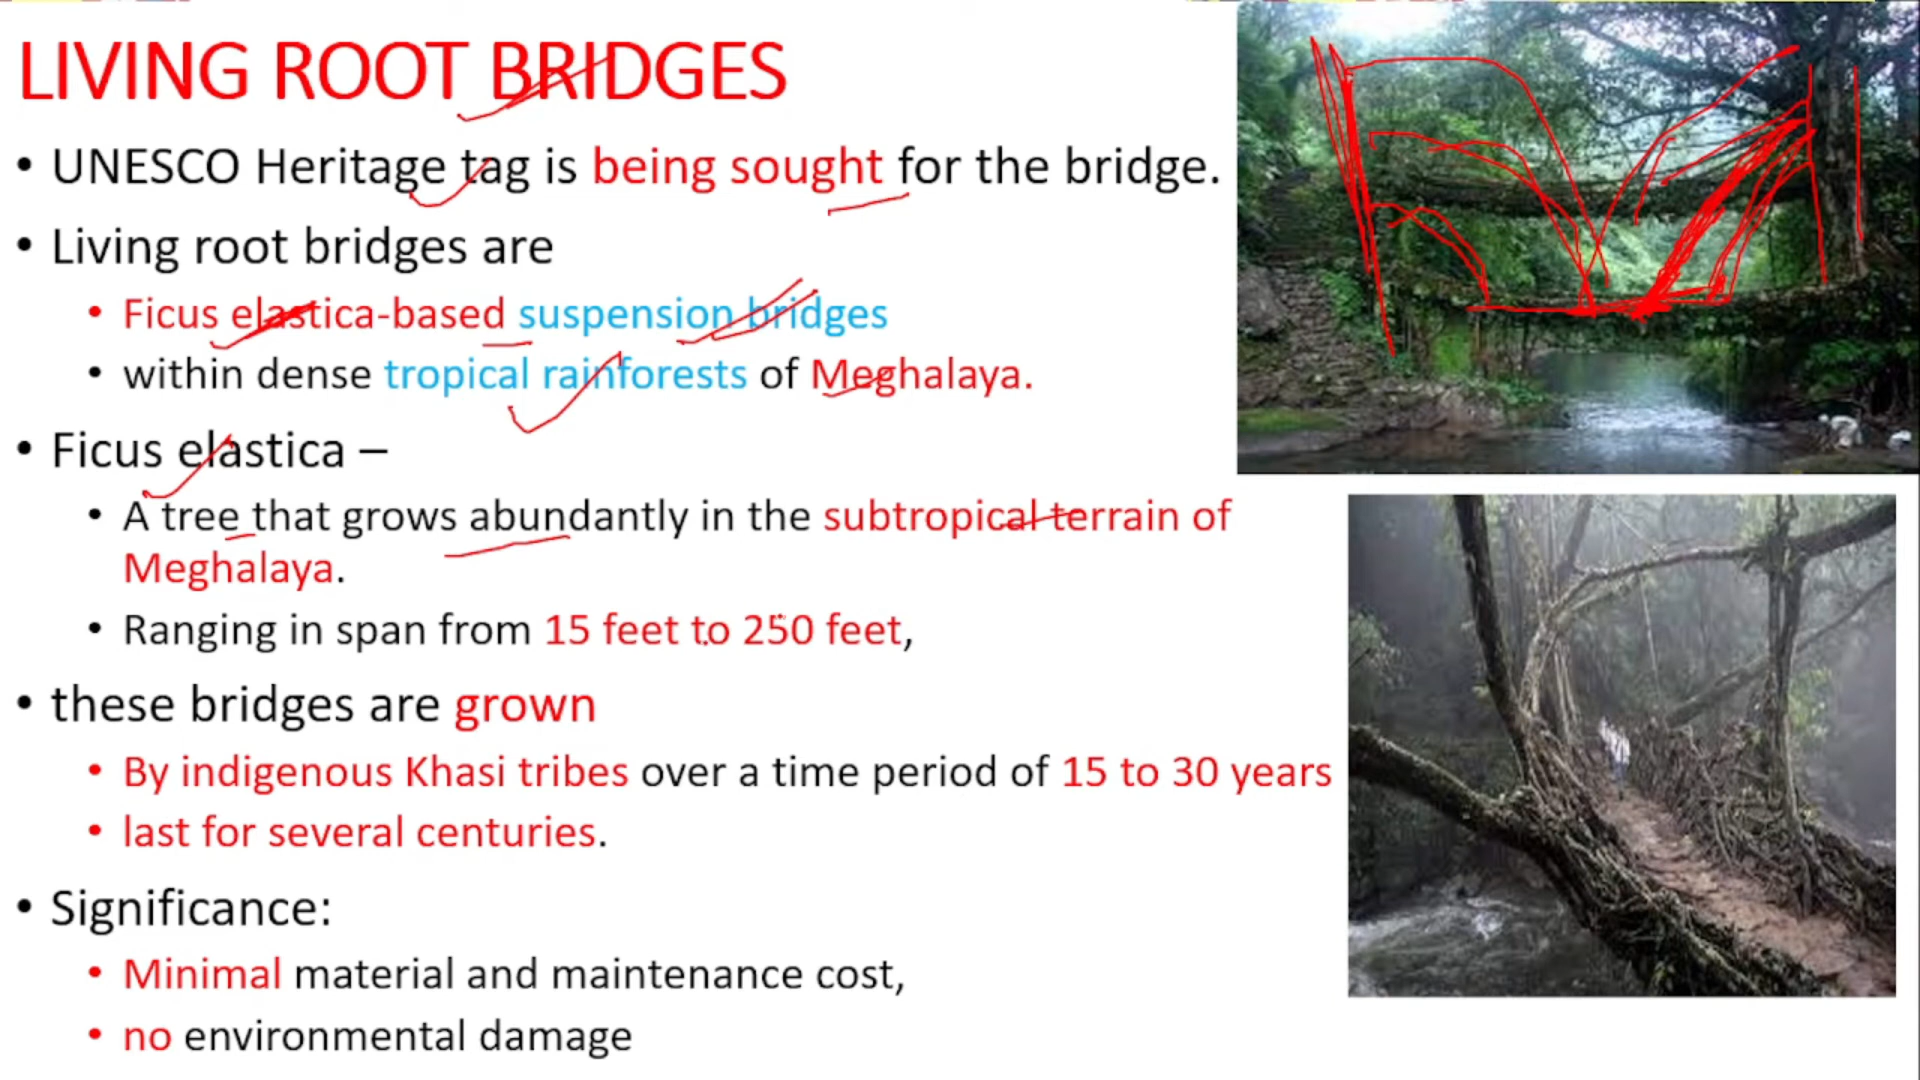 LIVING ROOT BRIDGES
• UNESCO Heritage tag is being sought for the bridge.
• Living root bridges are
• Ficus elastica-based suspension bridges
• within dense tropical rainforests of Meghalaya.
• Ficus elastica –
• A tree that grows abundantly in the subtropical terrain of
Meghalaya.
• Ranging in span from 15 feet to 250 feet,
• these bridges are grown
• By indigenous Khasi tribes over a time period of 15 to 30 years
• last for several centuries.
• Significance:
• Minimal material and maintenance cost,
• no environmental damage